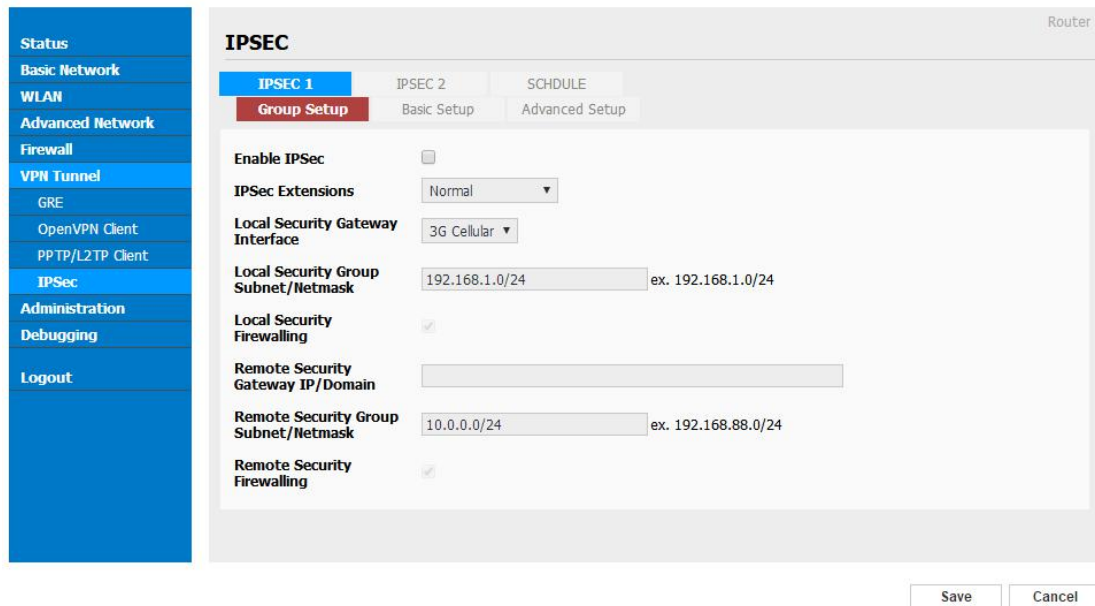 Router
Status
Basic Network
WLAN
Advanced Network
Firewall
VPN Tunnel
GRE
OpenVPN Client
PPTP/L2TP Client
IPSec
Administration
Debugging
Logout
IPSEC
IPSEC 1 IPSEC 2 SCHDULE
Group Setup Basic Setup Advanced Setup
Enable IPSec
IPSec Extensions Normal
Local Security Gateway
Interface 3G Cellular
Local Security Group
Subnet/Netmask 192.168.1.0/24 ex. 192.168.1.0/24
Local Security
Firewalling
Remote Security
Gateway IP/Domain
Remote Security Group
Subnet/Netmask 10.0.0.0/24 ex. 192.168.88.0/24
Remote Security
Firewalling
Save Cancel